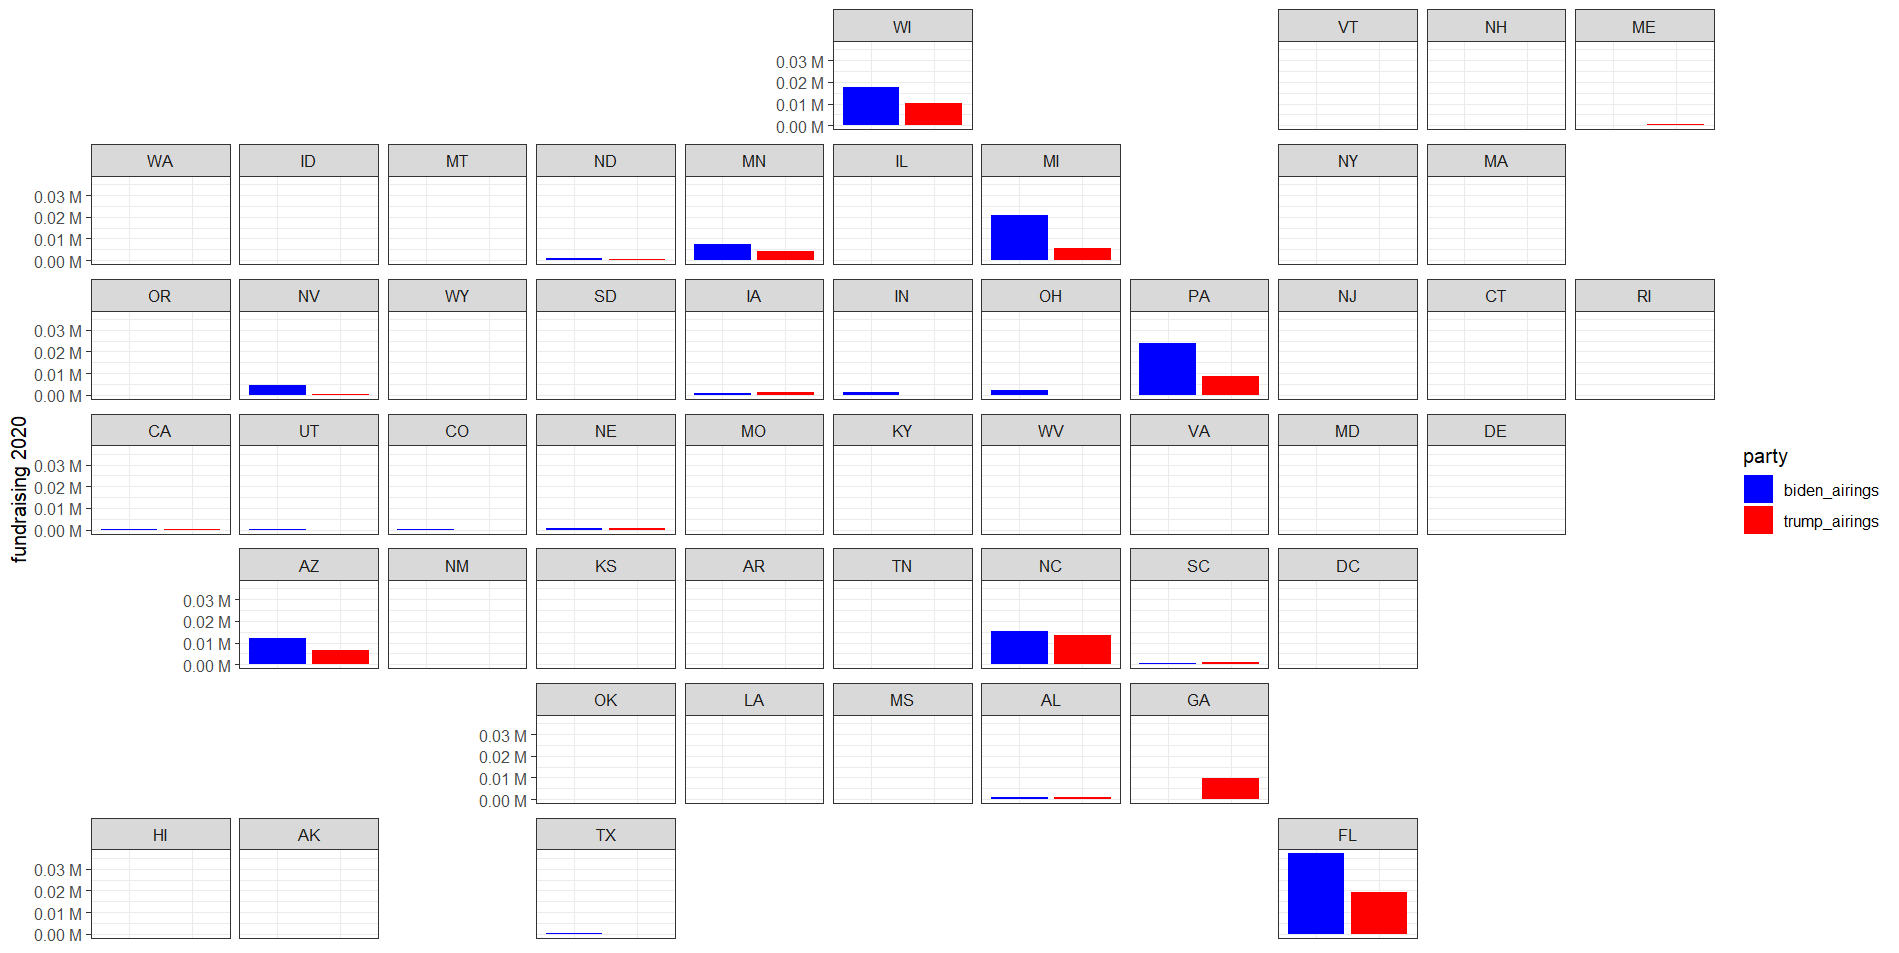 WI VT NH ME
0.03 M
0.02 M
0.01 M
0.00 M
WA ID MT ND MN IL MI NY MA
0.03 M
0.02 M
0.01 M
0.00 M
OR NV WY SD IA IN OH PA NJ CT RI
0.03 M
0.02 M
0.01 M
0.00 M
CA UT CO NE MO KY WV VA MD DE
0.03 M
0.02 M
0.01 M
0.00 M
AZ NM KS AR TN NC SC DC
0.03 M
0.02 M
0.01 M
0.00 M
OK LA MS AL GA
0.03 M
0.02 M
0.01 M
0.00 M
HI AK TX FL
0.03 M
0.02 M
0.01 M
0.00 M
fundraising 2020
party
biden_airings
trump_airings